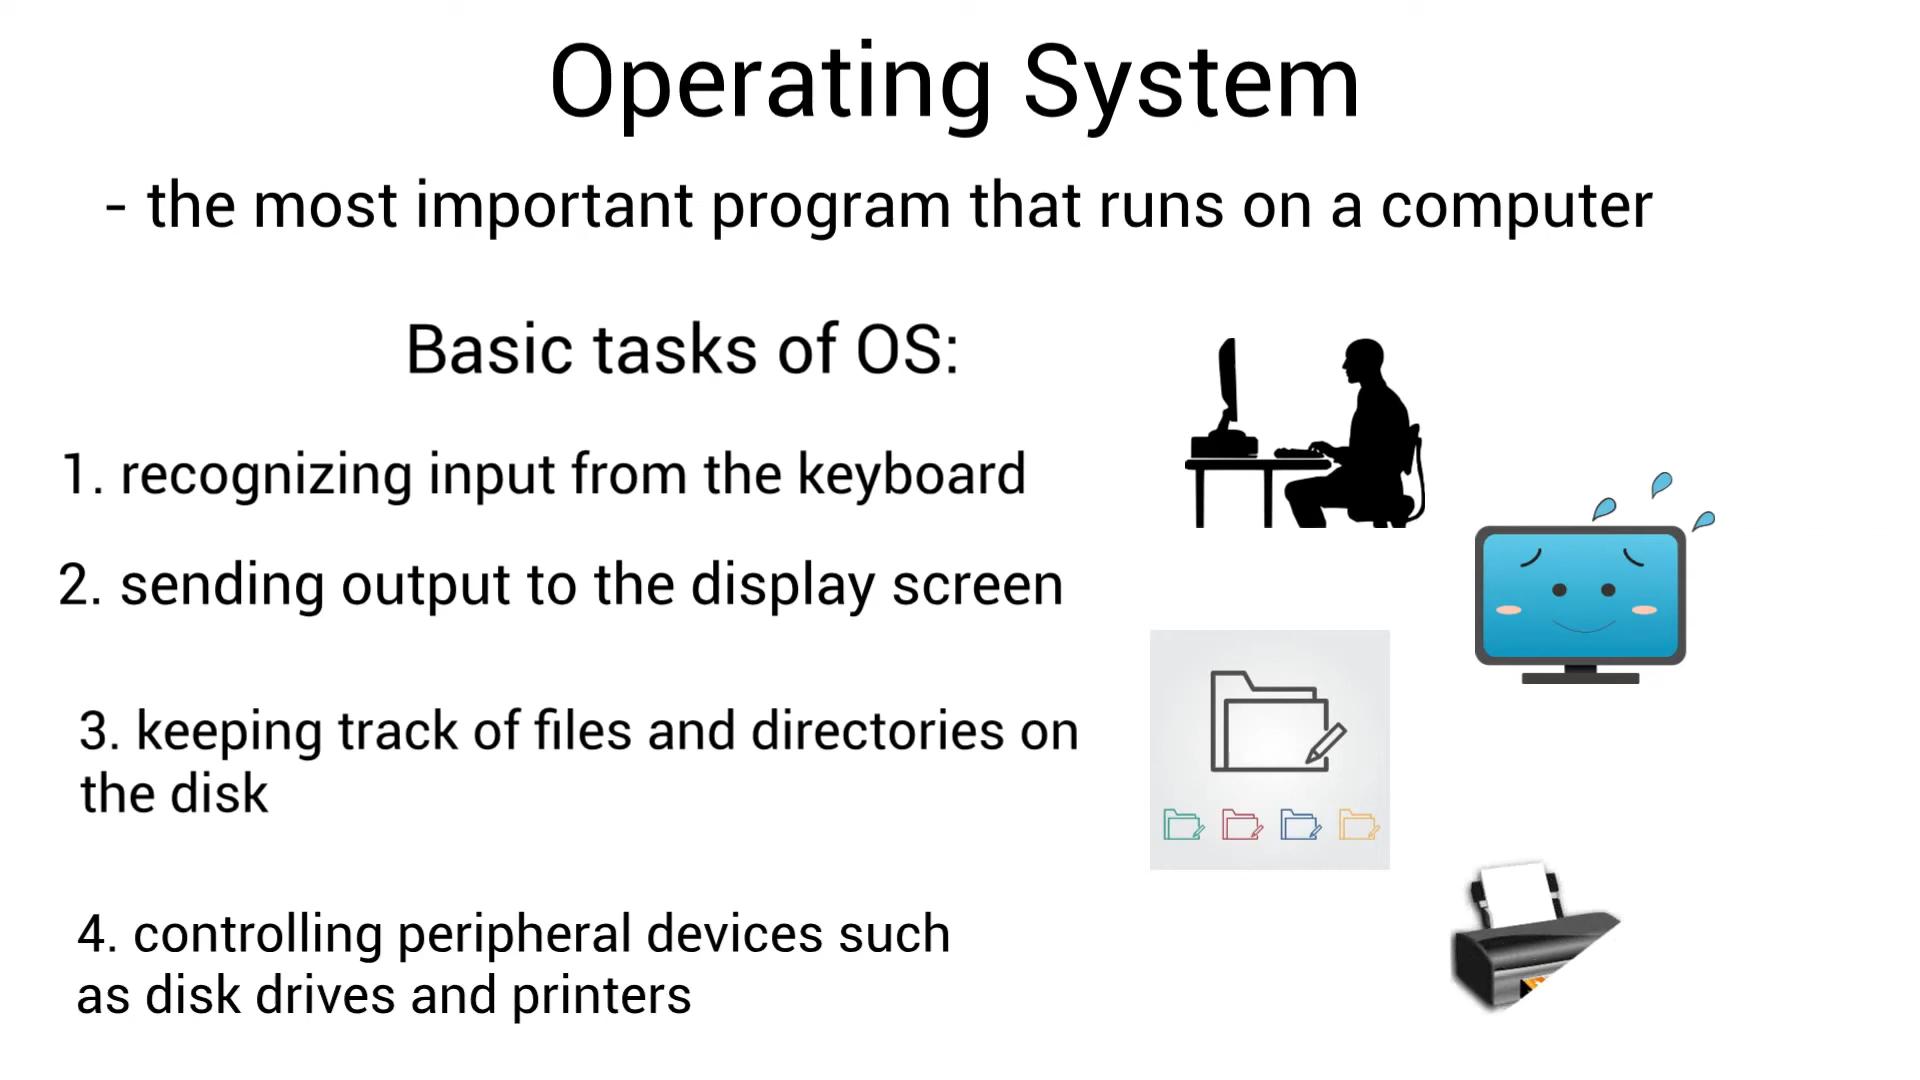 Operating System
- the most important program that runs on a computer
Basic tasks of OS:
1. recognizing input from the keyboard
2. sending output to the display screen
3. keeping track of files and directories on
the disk
4. controlling peripheral devices such
as disk drives and printers